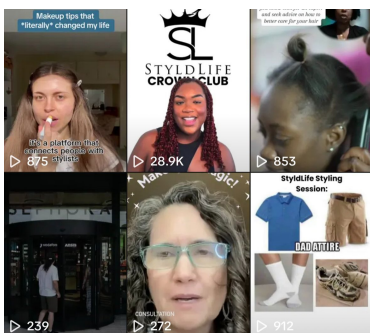 Makeup tips that
*literally* changed my life
It's a platform that
connects people with
stylists
875
SL
STYLDLIFE
CROWN CLUB
28.9K
and seek advice on how to
better care for your hair
853
SEPHORA
239
Make
gic!
CONSULTATION
272
StyldLife Styling
Session:
DAD ATTIRE
912